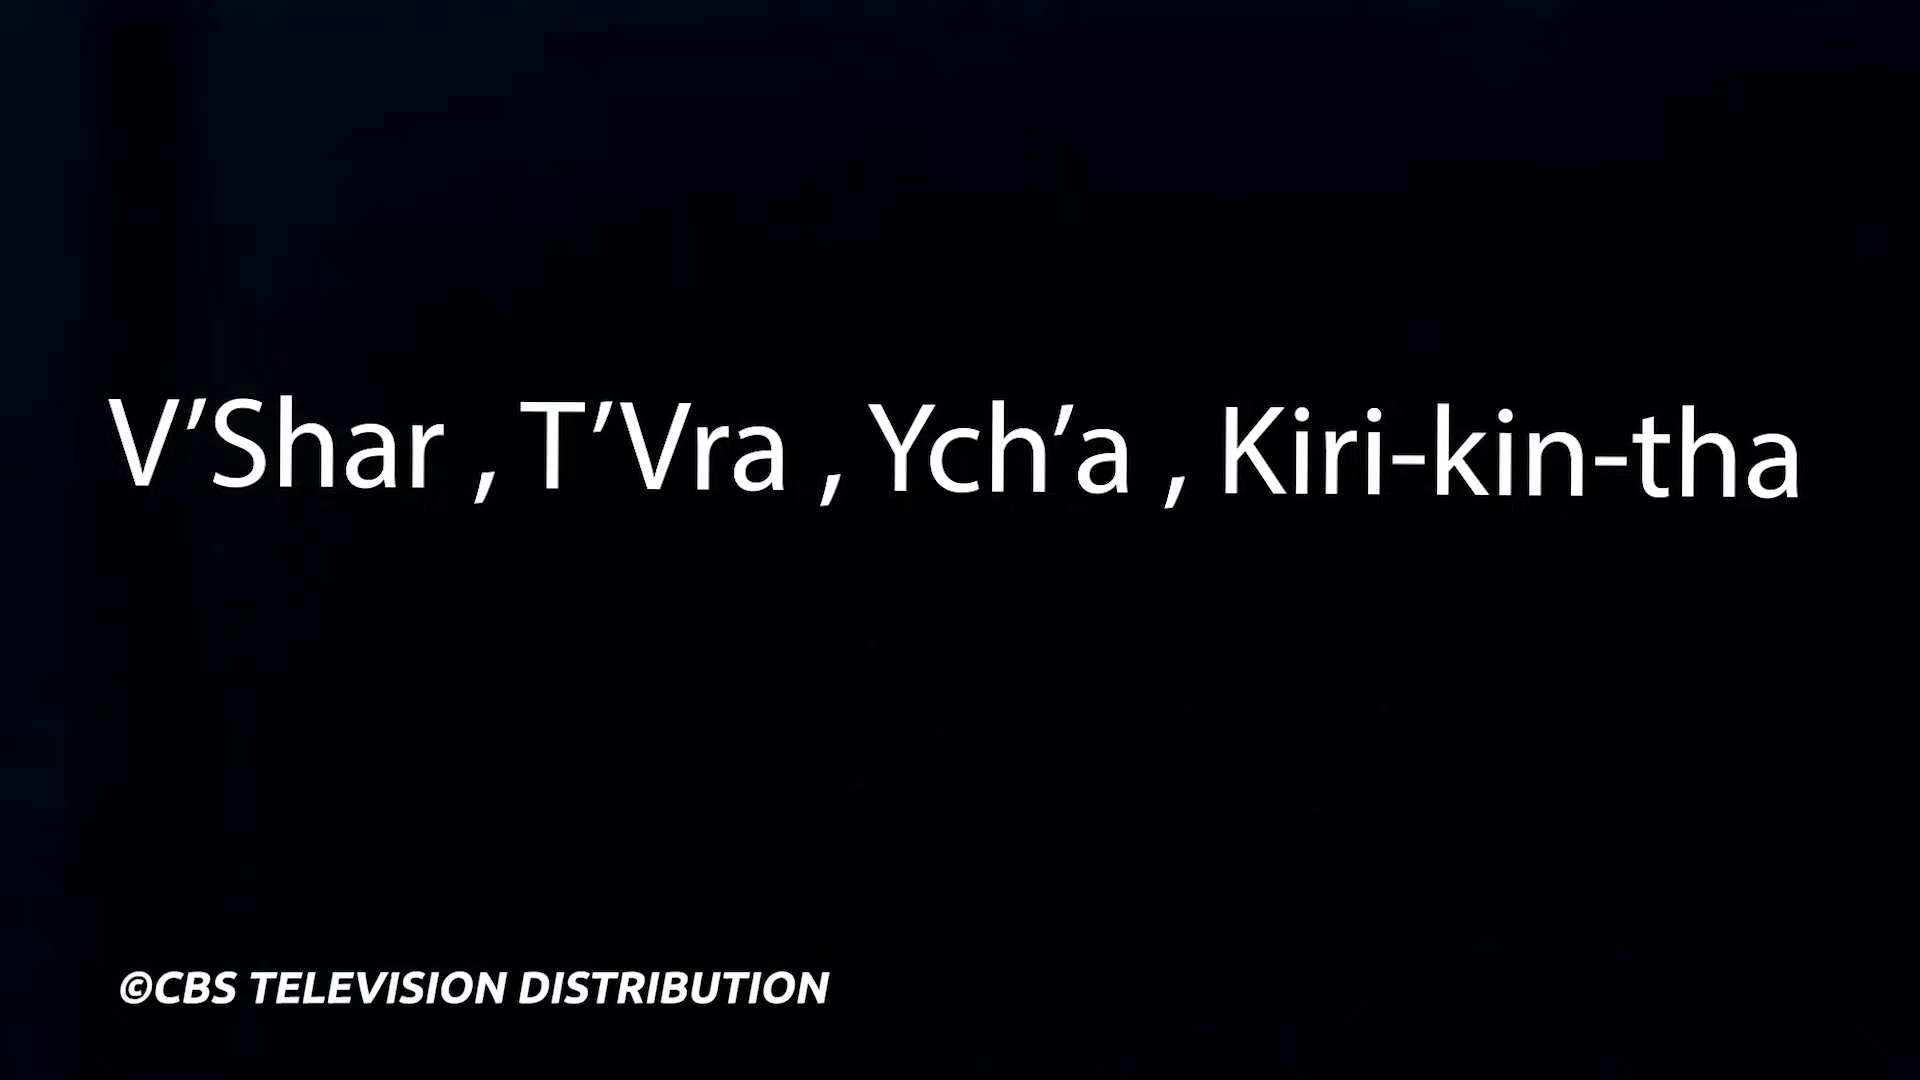 V’Shar , T’Vra , Ych’a , Kiri-kin-tha
©CBS TELEVISION DISTRIBUTION